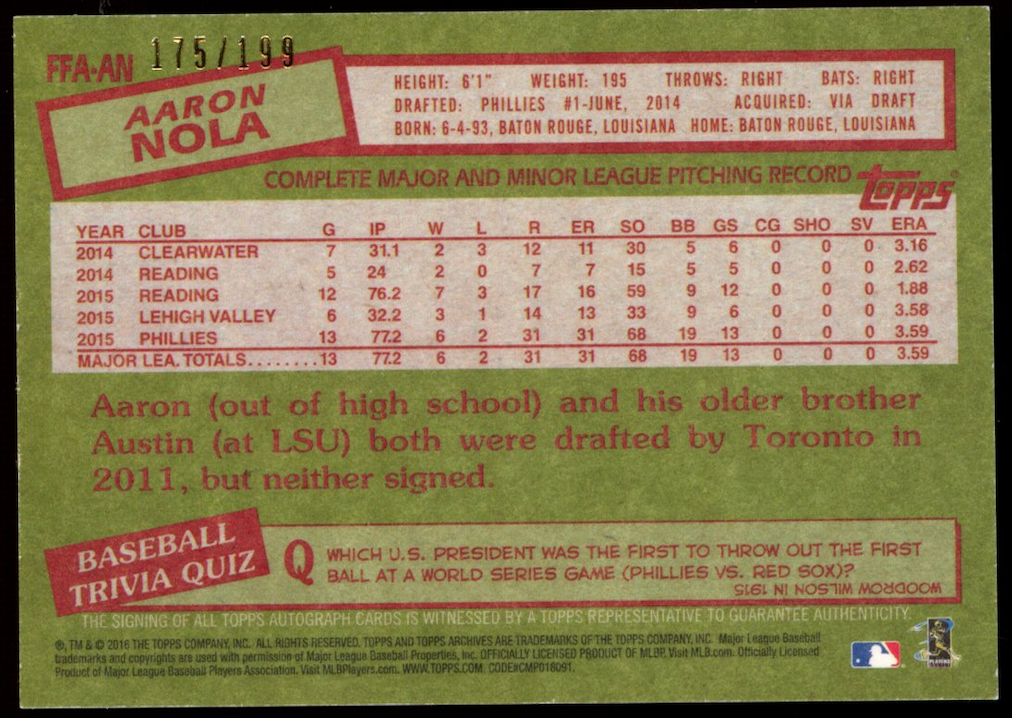 FFA-AN 175/199
AARON
NOLA
HEIGHT: 6'1" WEIGHT: 195 THROWS: RIGHT BATS: RIGHT
DRAFTED: PHILLIES #1-JUNE, 2014 ACQUIRED: VIA DRAFT
BORN: 6-4-93, BATON ROUGE, LOUISIANA HOME: BATON ROUGE, LOUISIANA
COMPLETE MAJOR AND MINOR LEAGUE PITCHING RECORD topps®
YEAR CLUB G IP W L R ER SO BB GS CG SHO SV ERA
2014 CLEARWATER 7 31.1 2 3 12 11 30 5 6 0 0 0 3.16
2014 READING 5 24 2 0 7 7 15 5 5 0 0 0 2.62
2015 READING 12 76.2 7 3 17 16 59 9 12 0 0 0 1.88
2015 LEHIGH VALLEY 6 32.2 3 1 14 13 33 9 6 0 0 0 3.58
2015 PHILLIES 13 77.2 6 2 31 31 68 19 13 0 0 0 3.59
MAJOR LEA. TOTALS........13 77.2 6 2 31 31 68 19 13 0 0 0 3.59
Aaron (out of high school) and his older brother
Austin (at LSU) both were drafted by Toronto in
2011, but neither signed.
BASEBALL
TRIVIA QUIZ
Q WHICH U.S. PRESIDENT WAS THE FIRST TO THROW OUT THE FIRST
BALL AT A WORLD SERIES GAME (PHILLIES VS. RED SOX)?
WOODROW WILSON IN 1915
THE SIGNING OF ALL TOPPS AUTOGRAPH CARDS IS WITNESSED BY A TOPPS REPRESENTATIVE TO GUARANTEE AUTHENTICITY.
®, TM & © 2016 THE TOPPS COMPANY, INC. ALL RIGHTS RESERVED. TOPPS AND TOPPS ARCHIVES ARE TRADEMARKS OF THE TOPPS COMPANY, INC. Major League Baseball
trademarks and copyrights are used with permission of Major League Baseball Properties, Inc. OFFICIALLY LICENSED PRODUCT OF MLBP. Visit MLB.com. Officially Licensed
Product of Major League Baseball Players Association. Visit MLBPlayers.com. WWW.TOPPS.COM. CODE#CMP016091.